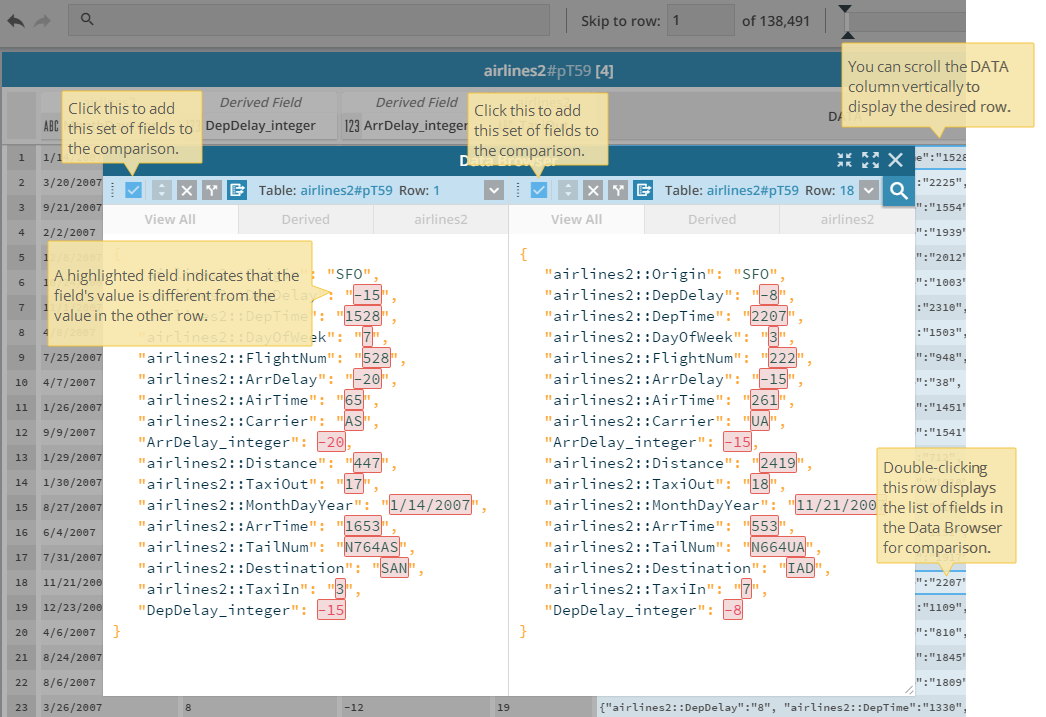 Skip to row: 1 of 138,491
airlines2#pT59 [4]
You can scroll the DATA
column vertically to
display the desired row.
Click this to add
this set of fields to
the comparison.
Click this to add
this set of fields to
the comparison.
ABC
Derived Field
DepDelay_integer
Derived Field
123 ArrDelay_integer
123
DATA
Data Browser
Table: airlines2#pT59 Row: 1
Table: airlines2#pT59 Row: 18
View All Derived airlines2
View All Derived airlines2
A highlighted field indicates that the
field's value is different from the
value in the other row.
"SFO",
"-15",
"1528",
DayOfWeek": "7",
"airlines2::FlightNum": "528",
"airlines2::ArrDelay": "-20",
"airlines2::AirTime": "65",
"airlines2::Carrier": "AS",
"ArrDelay_integer": -20,
"airlines2::Distance": "447",
"airlines2::TaxiOut": "17",
"airlines2::MonthDayYear": "1/14/2007",
"airlines2::ArrTime": "1653",
"airlines2::TailNum": "N764AS",
"airlines2::Destination": "SAN",
"airlines2::TaxiIn": "3",
"DepDelay_integer": -15
}
{
"airlines2::Origin": "SFO",
"airlines2::DepDelay": "-8",
"airlines2::DepTime": "2207",
"airlines2::DayOfWeek": "3",
"airlines2::FlightNum": "222",
"airlines2::ArrDelay": "-15",
"airlines2::AirTime": "261",
"airlines2::Carrier": "UA",
"ArrDelay_integer": -15,
"airlines2::Distance": "2419",
"airlines2::TaxiOut": "18",
"airlines2::MonthDayYear": "11/21/200
"airlines2::ArrTime": "553",
"airlines2::TailNum": "N664UA",
"airlines2::Destination": "IAD",
"airlines2::TaxiIn": "7",
"DepDelay_integer": -8
}
Double-clicking
this row displays
the list of fields in
the Data Browser
for comparison.
1 e":"1528
2 3/20/2007 ":"2225",
3 9/21/2007 ":"1554"
4 2/2/2007 ":"1939"
5 ":"2012"
6 ":"1003"
7 ":"2310"
8 ":"1503"
9 7/25/2007 ":"948",
10 4/7/2007 ":"38",
11 1/26/2007 ":"1451"
12 9/9/2007 ":"1541"
13 1/29/2007
14 1/30/2007
15 8/27/2007
16 6/4/2007
17 7/31/2007
18 11/21/200 ":"2207"
19 12/23/200 ":"1109"
20 4/6/2007 ":"810",
21 8/24/2007 ":"1845"
22 8/6/2007 ":"1809"
23 3/26/2007 8 -12 19 {"airlines2::DepDelay":"8", "airlines2::DepTime":"1330",